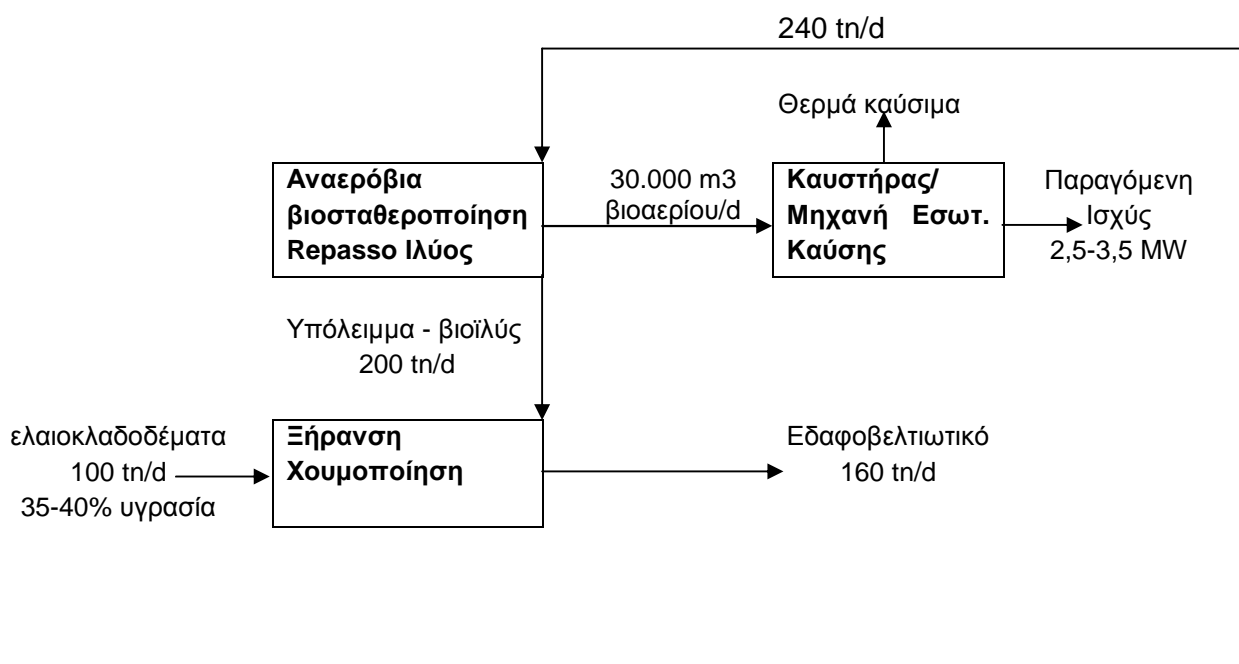 240 tn/d
Θερμά καύσιμα
Αναερόβια
βιοσταθεροποίηση
Repasso Ιλύος
30.000 m3
βιοαερίου/d
Καυστήρας/
Μηχανή Εσωτ.
Καύσης
Παραγόμενη
Ισχύς
2,5-3,5 MW
Υπόλειμμα - βιοϊλύς
200 tn/d
ελαιοκλαδοδέματα
100 tn/d
35-40% υγρασία
Ξήρανση
Χουμοποίηση
Εδαφοβελτιωτικό
160 tn/d